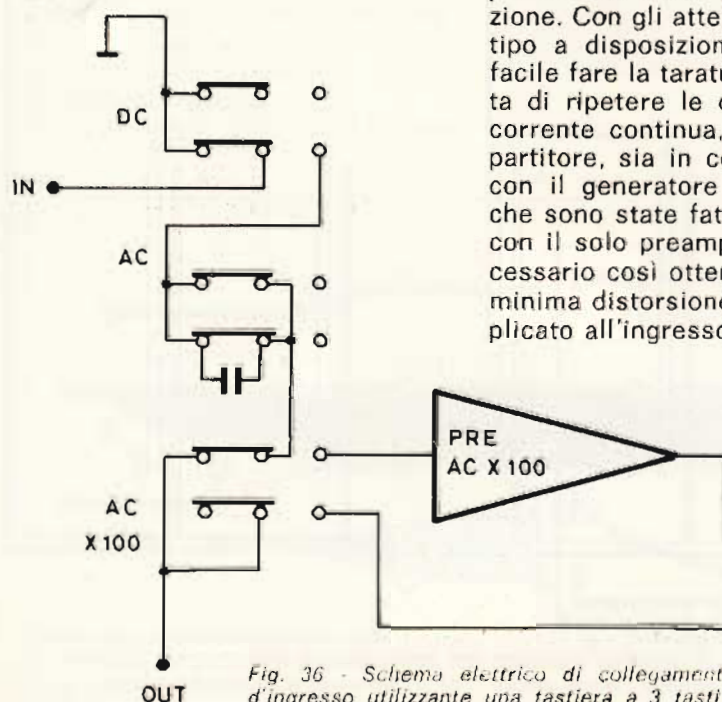 zione. Con gli atte
tipo a disposizion
facile fare la taratu
ta di ripetere le
corrente continua,
partitore, sia in
con il generatore
che sono state fat
con il solo preamp
cessario così otter
minima distorsione
plicato all'ingresso
DC
IN
AC
PRE
AC X 100
AC
X100
OUT
Fig. 36 - Schema elettrico di collegament
d'ingresso utilizzante una tastiera a 3 tasti